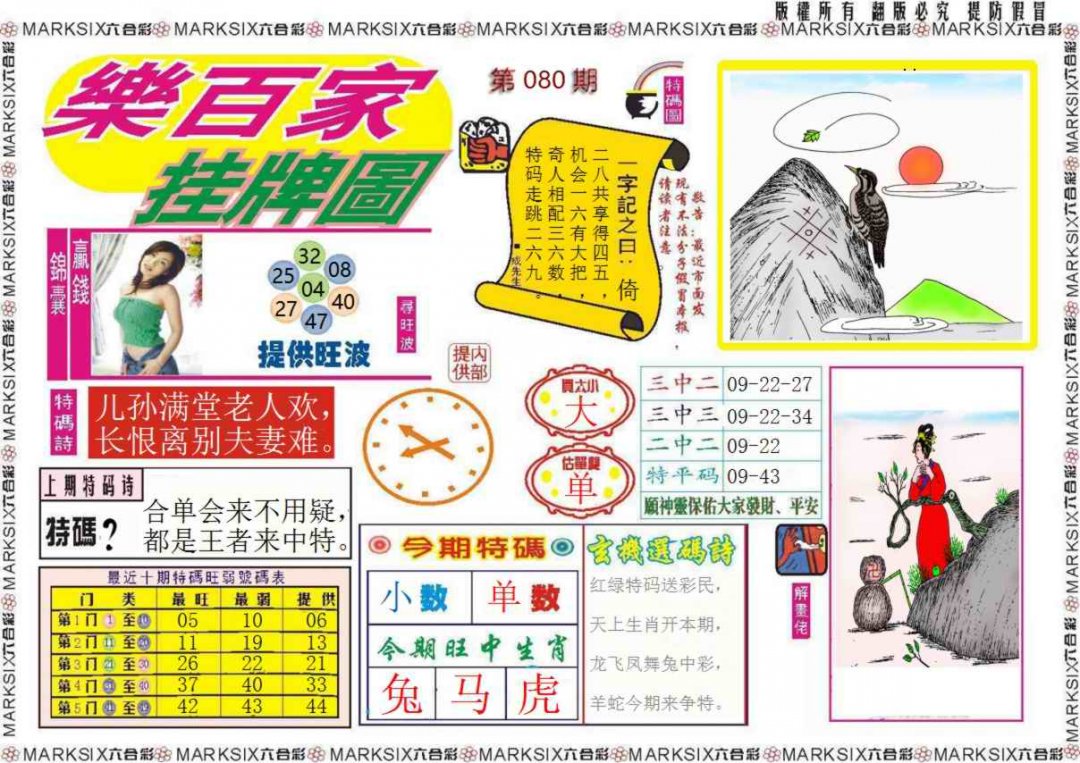 版權所有 翻版必究 提防假冒
MARKSIX六合彩 MARKSIX六合彩 MARKSIX六合彩 MARKSIX六合彩 MARKSIX六合彩 MARKSIX六合彩 MARKSIX六合彩
樂百家
挂牌圖
第 080 期
特碼圖
一字記之曰：倚
二八共享得四五，
机会一六有大把，
奇人相配三六数，
特码走跳二六九。
■成先生
敬告：最近市面发
现有不法分子假冒本报，
请读者注意。
贏錢
錦囊
32
25
08
04
27
40
47
提供旺波
尋旺波
内部
提供
特碼詩
儿孙满堂老人欢，
长恨离别夫妻难。
買大小
大
估單雙
单
三中二 09-22-27
三中三 09-22-34
二中二 09-22
特平码 09-43
願神靈保佑大家發財、平安
上期特码诗
特碼？
合单会来不用疑，
都是王者来中特。
最近十期特碼旺弱號碼表
门 类 最旺 最弱 提供
第1门 1 至 10 05 10 06
第2门 11 至 20 11 19 13
第3门 21 至 30 26 22 21
第4门 31 至 40 37 40 33
第5门 41 至 49 42 43 44
今期特碼
小数 单数
今期旺中生肖
兔 马 虎
玄機選碼詩
红绿特码送彩民，
天上生肖开本期，
龙飞凤舞兔中彩，
羊蛇今期来争特。
解畫佬
MARKSIX六合彩 MARKSIX六合彩 MARKSIX六合彩 MARKSIX六合彩 MARKSIX六合彩 MARKSIX六合彩 MARKSIX六合彩